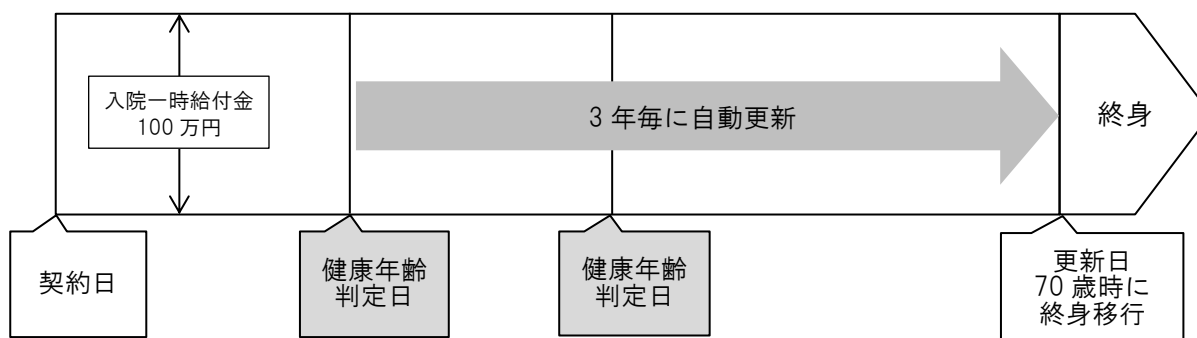 入院一時給付金
100 万円
3 年毎に自動更新
終身
契約日
健康年齢
判定日
健康年齢
判定日
更新日
70 歳時に
終身移行